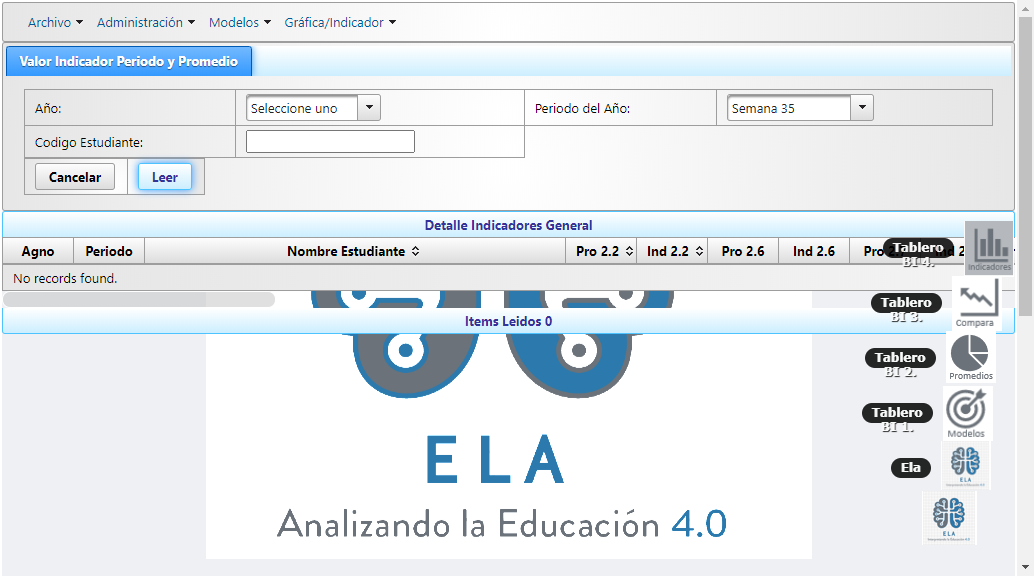 Archivo Administración Modelos Gráfica/Indicador
Valor Indicador Periodo y Promedio
Año: Seleccione uno Periodo del Año: Semana 35
Codigo Estudiante:
Cancelar Leer
Detalle Indicadores General
Agno Periodo Nombre Estudiante Pro 2.2 Ind 2.2 Pro 2.6 Ind 2.6
No records found.
Items Leidos 0
Tablero
BI 4.
Indicadores
Tablero
BI 3.
Compara
Tablero
BI 2.
Promedios
Tablero
BI 1.
Modelos
Ela
ELA
ELA
ELA
Analizando la Educación 4.0